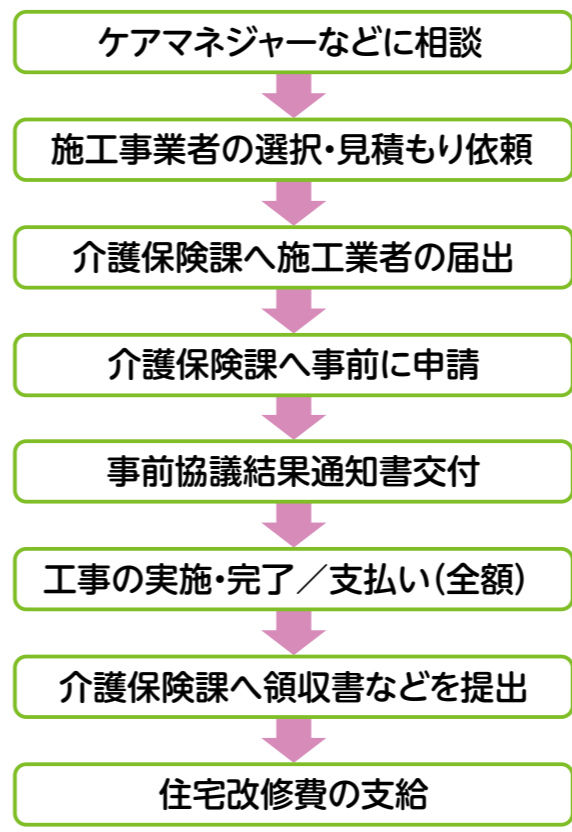 ケアマネジャーなどに相談
施工事業者の選択・見積もり依頼
介護保険課へ施工業者の届出
介護保険課へ事前に申請
事前協議結果通知書交付
工事の実施・完了／支払い（全額）
介護保険課へ領収書などを提出
住宅改修費の支給